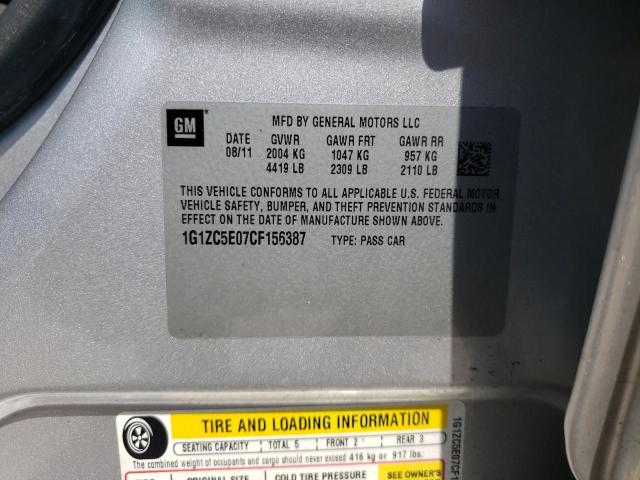 GM
MFD BY GENERAL MOTORS LLC
DATE GVWR GAWR FRT GAWR RR
08/11 2004 KG 1047 KG 957 KG
4419 LB 2309 LB 2110 LB
THIS VEHICLE CONFORMS TO ALL APPLICABLE U.S. FEDERAL MOTOR
VEHICLE SAFETY, BUMPER, AND THEFT PREVENTION STANDARDS IN
EFFECT ON THE DATE OF MANUFACTURE SHOWN ABOVE.
1G1ZC5E07CF156387 TYPE: PASS CAR
TIRE AND LOADING INFORMATION
SEATING CAPACITY TOTAL 5 FRONT 2 REAR 3
The combined weight of occupants and cargo should never exceed 416 kg or 917 lbs.
ORIGINAL SIZE COLD TIRE PRESSURE SEE OWNER'S
1G1ZC5E07CF1